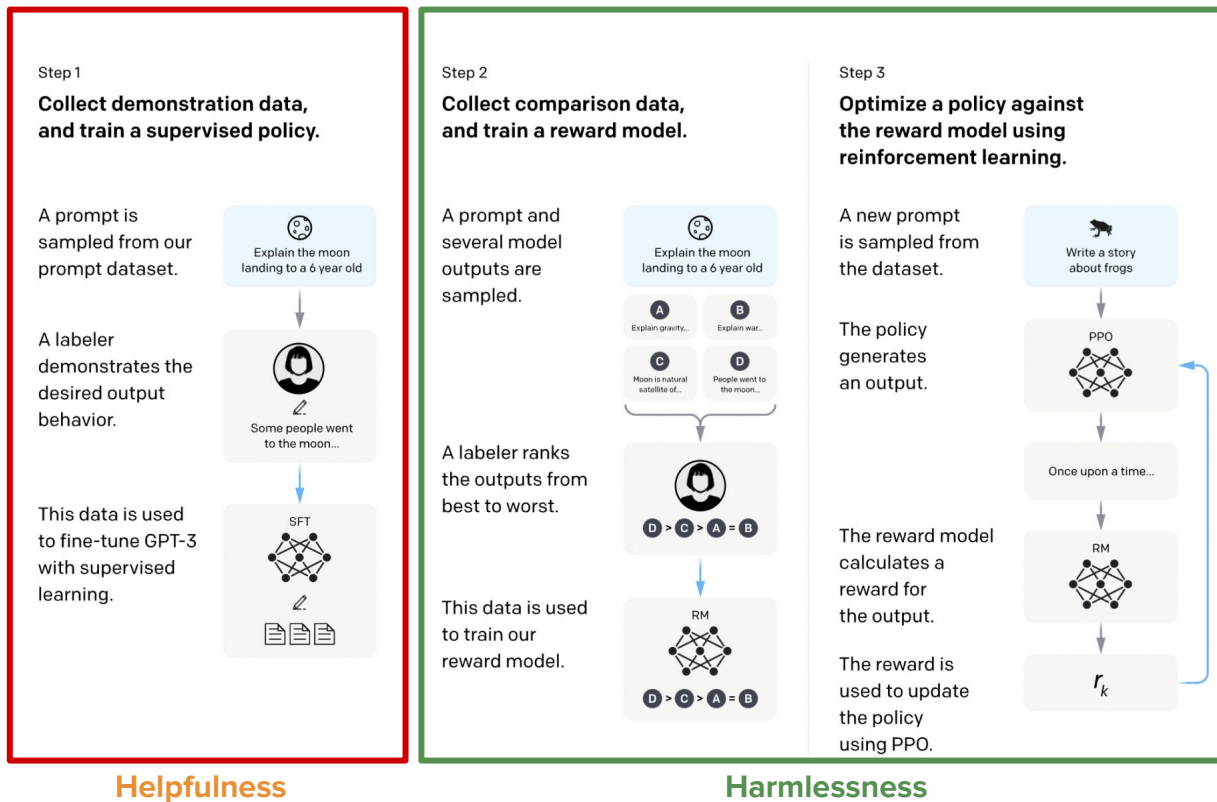 Step 1
Collect demonstration data,
and train a supervised policy.
A prompt is
sampled from our
prompt dataset.
Explain the moon
landing to a 6 year old
A labeler
demonstrates the
desired output
behavior.
Some people went
to the moon...
This data is used
to fine-tune GPT-3
with supervised
learning.
SFT
Step 2
Collect comparison data,
and train a reward model.
A prompt and
several model
outputs are
sampled.
Explain the moon
landing to a 6 year old
A
Explain gravity...
B
Explain war...
C
Moon is natural
satellite of...
D
People went to
the moon...
A labeler ranks
the outputs from
best to worst.
D > C > A = B
This data is used
to train our
reward model.
RM
D > C > A = B
Step 3
Optimize a policy against
the reward model using
reinforcement learning.
A new prompt
is sampled from
the dataset.
Write a story
about frogs
The policy
generates
an output.
PPO
Once upon a time...
The reward model
calculates a
reward for
the output.
RM
The reward is
used to update
the policy
using PPO.
rₖ
Helpfulness
Harmlessness